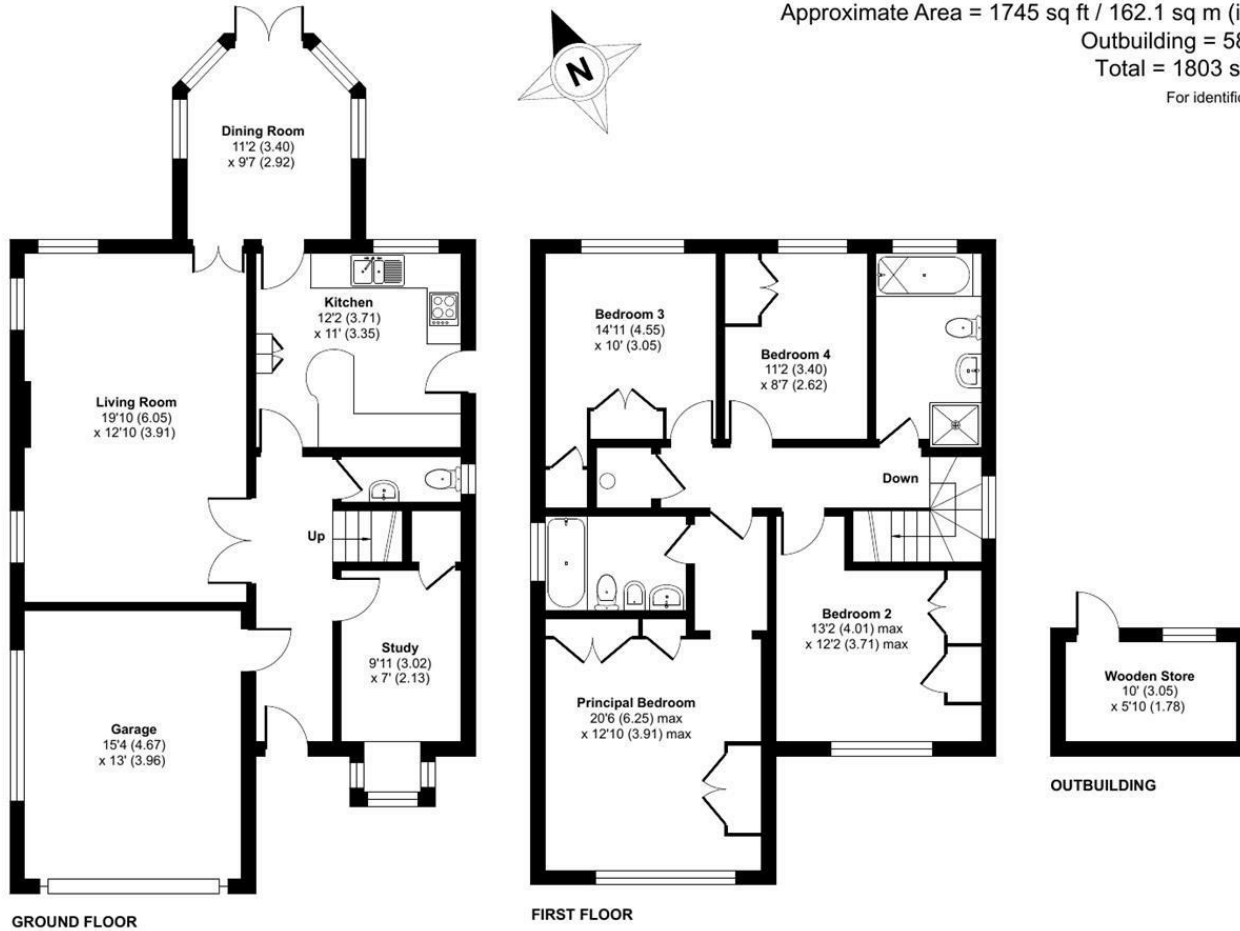 Approximate Area = 1745 sq ft / 162.1 sq m (i
Outbuilding = 58
Total = 1803 s
For identific
N
Dining Room
11'2 (3.40)
x 9'7 (2.92)
Kitchen
12'2 (3.71)
x 11' (3.35)
Living Room
19'10 (6.05)
x 12'10 (3.91)
Up
Study
9'11 (3.02)
x 7' (2.13)
Garage
15'4 (4.67)
x 13' (3.96)
GROUND FLOOR
Bedroom 3
14'11 (4.55)
x 10' (3.05)
Bedroom 4
11'2 (3.40)
x 8'7 (2.62)
Down
Bedroom 2
13'2 (4.01) max
x 12'2 (3.71) max
Principal Bedroom
20'6 (6.25) max
x 12'10 (3.91) max
FIRST FLOOR
Wooden Store
10' (3.05)
x 5'10 (1.78)
OUTBUILDING